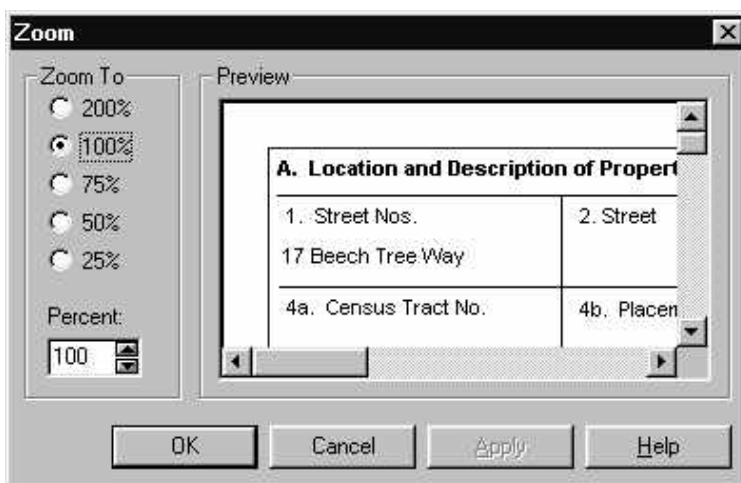 Zoom
Zoom To
200%
100%
75%
50%
25%
Percent:
100
Preview
A. Location and Description of Propert
1. Street Nos.
2. Street
17 Beech Tree Way
4a. Census Tract No.
4b. Placen
OK
Cancel
Apply
Help